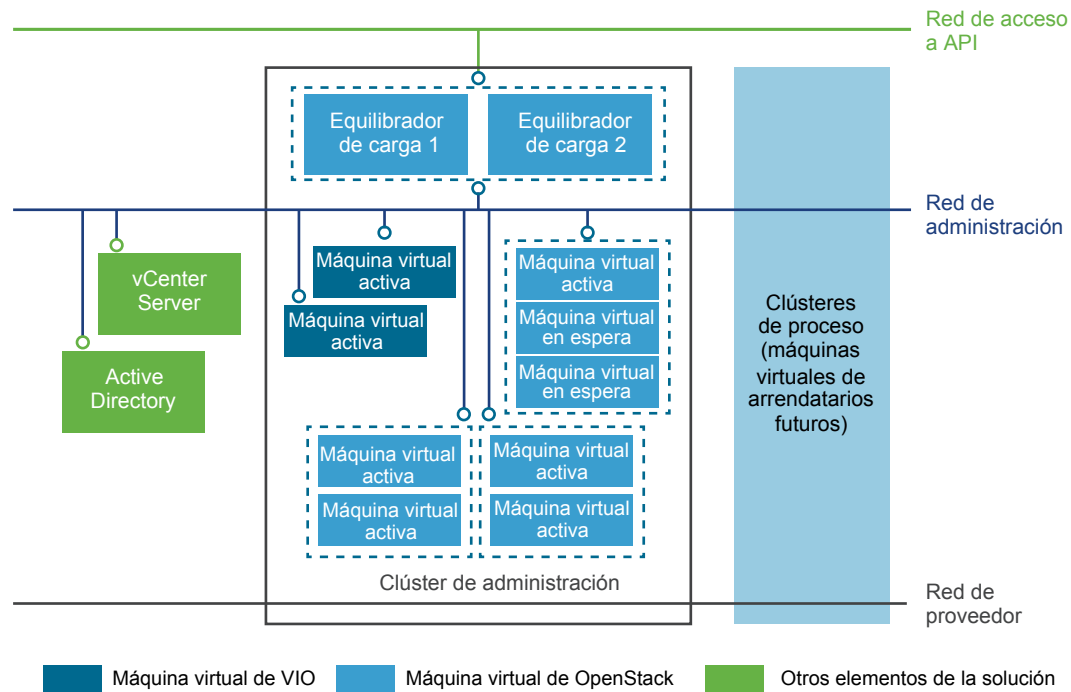 Red de acceso
a API
Equilibrador
de carga 1
Equilibrador
de carga 2
Red de
administración
vCenter
Server
Active
Directory
Máquina virtual
activa
Máquina virtual
activa
Máquina virtual
activa
Máquina virtual
en espera
Máquina virtual
en espera
Clústeres
de proceso
(máquinas
virtuales de
arrendatarios
futuros)
Máquina virtual
activa
Máquina virtual
activa
Máquina virtual
activa
Máquina virtual
activa
Clúster de administración
Red de
proveedor
Máquina virtual de VIO
Máquina virtual de OpenStack
Otros elementos de la solución